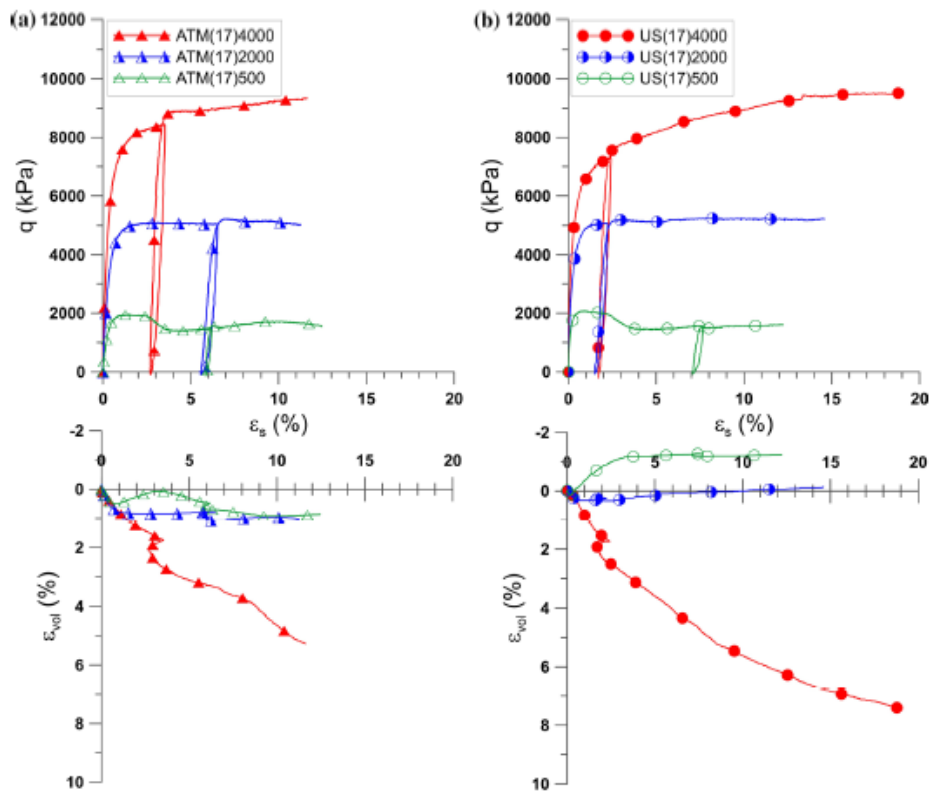 (a)
12000
10000
8000
6000
4000
2000
0
q (kPa)
ATM(17)4000
ATM(17)2000
ATM(17)500
0 5 10 15 20
εs (%)
(b)
12000
10000
8000
6000
4000
2000
0
q (kPa)
US(17)4000
US(17)2000
US(17)500
0 5 10 15 20
εs (%)
-2
0
2
4
6
8
10
εvol (%)
0 5 10 15 20
-2
0
2
4
6
8
10
εvol (%)
0 5 10 15 20